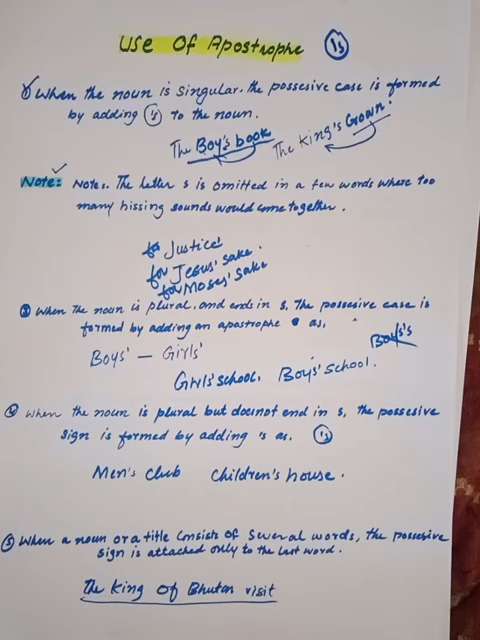 Use Of Apostrophe 's
1) When the noun is singular. the possesive case is formed
by adding 's to the noun.
The Boy's book The King's Crown.
Note: Note:. The letter s is omitted in a few words where too
many hissing sounds would come together.
for Justice'
for Jesus' sake.
for Moses' sake
3) When the noun is plural. and ends in s. The possesive case is
formed by adding an apostrophe as,
Boys' — Girls' Boys's
Girls' school. Boys' school.
4) When the noun is plural but doesnot end in s, the possesive
sign is formed by adding 's as. 's
Men's club Children's house.
5) When a noun or a title consists of several words, the possesive
sign is attached only to the last word.
The King Of Bhutan visit